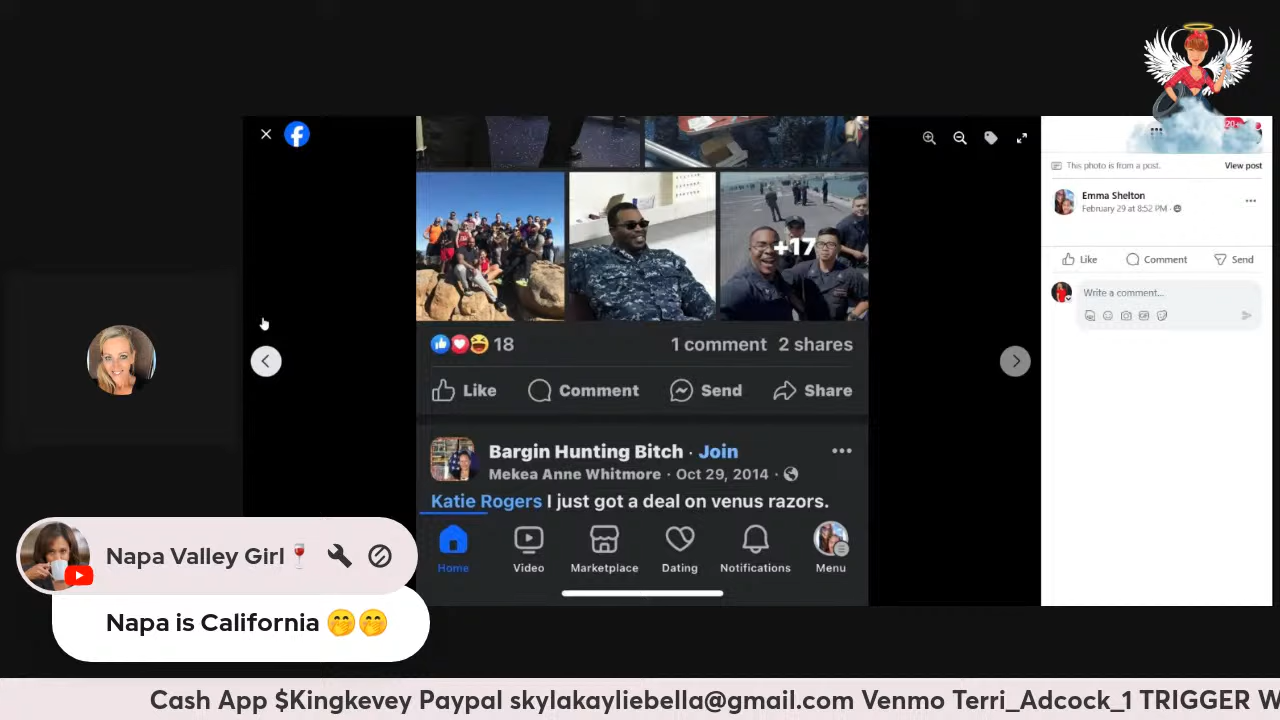 20+
This photo is from a post.
View post
Emma Shelton
February 29 at 8:52 PM ·
Like
Comment
Send
Write a comment...
+17
18
1 comment 2 shares
Like
Comment
Send
Share
Bargin Hunting Bitch · Join
Mekea Anne Whitmore · Oct 29, 2014 ·
Katie Rogers I just got a deal on venus razors.
Home
Video
Marketplace
Dating
Notifications
Menu
Napa Valley Girl🍷
Napa is California 🤭🤭
Cash App $Kingkevey Paypal skylakayliebella@gmail.com Venmo Terri_Adcock_1 TRIGGER W